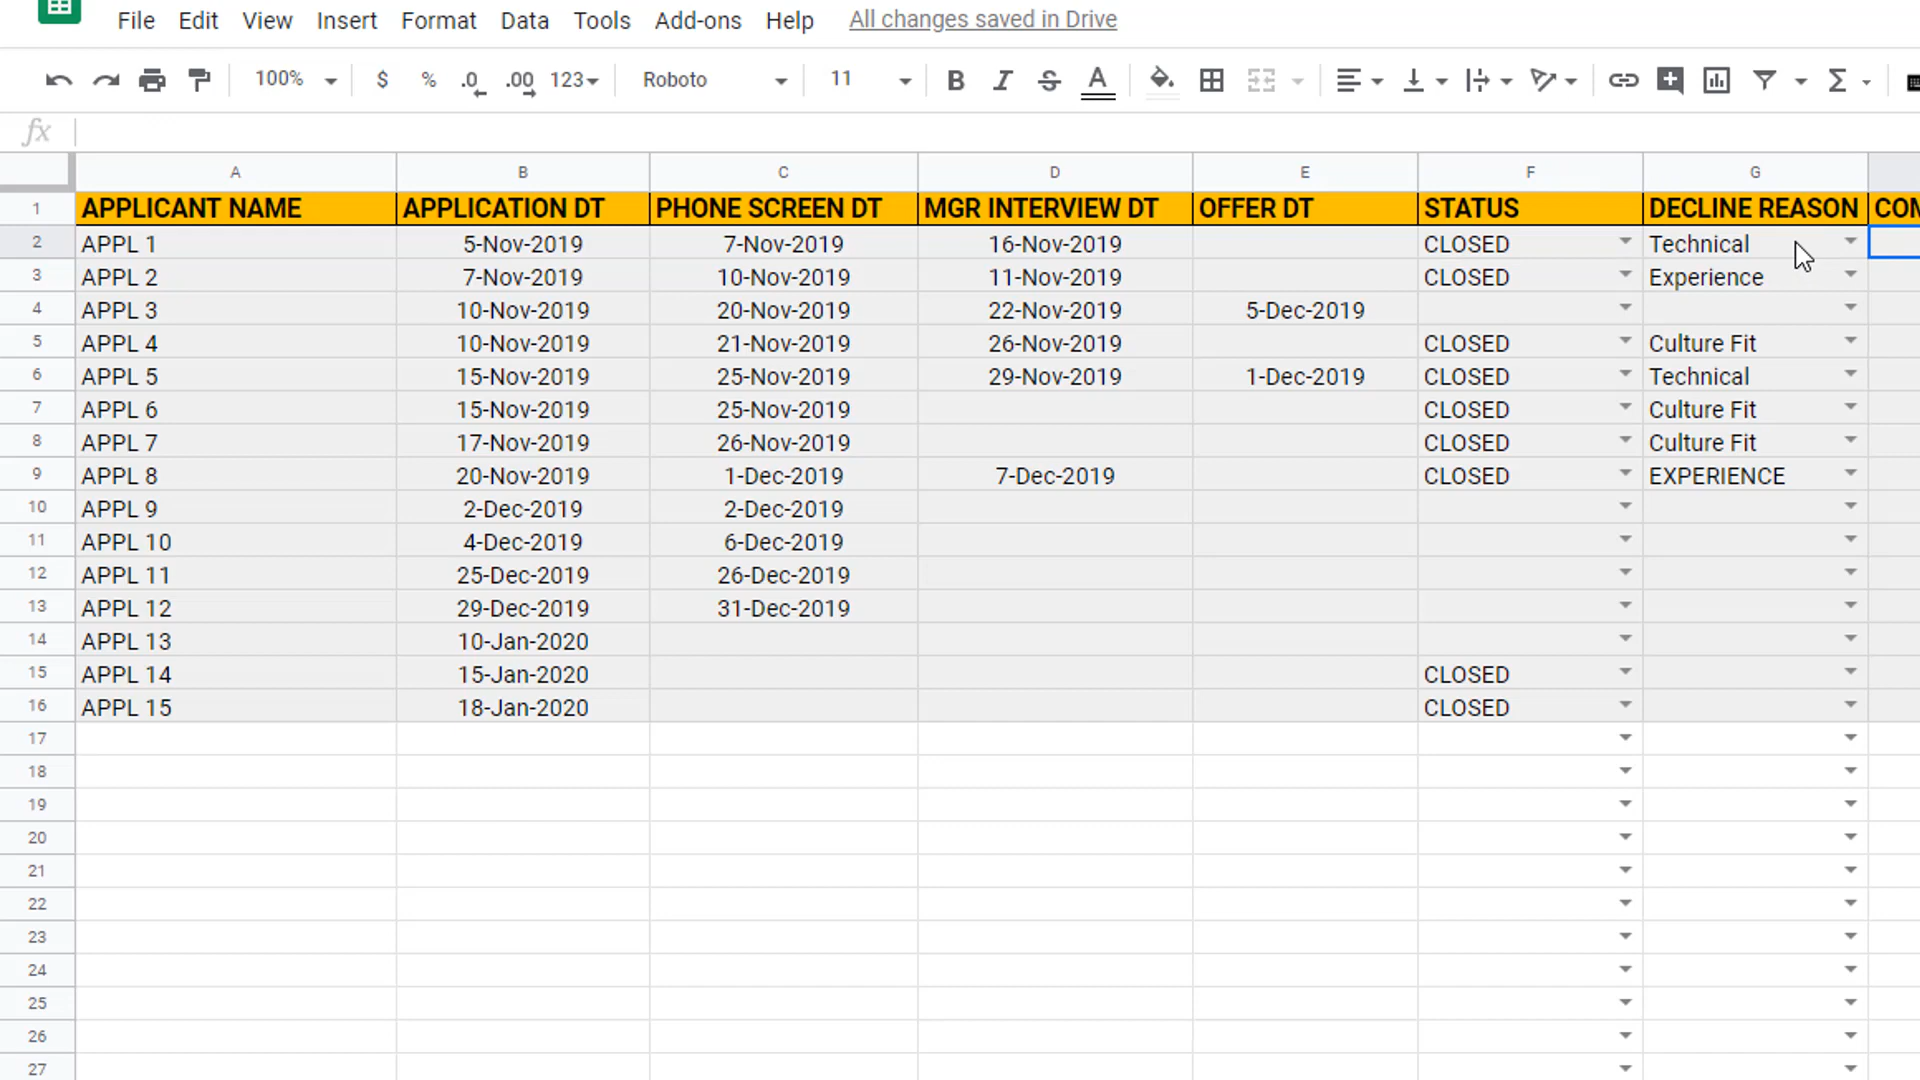 File Edit View Insert Format Data Tools Add-ons Help All changes saved in Drive
100% $ % .0 .00 123 Roboto 11 B I S A Σ
fx
A B C D E F G
1 APPLICANT NAME APPLICATION DT PHONE SCREEN DT MGR INTERVIEW DT OFFER DT STATUS DECLINE REASON COM
2 APPL 1 5-Nov-2019 7-Nov-2019 16-Nov-2019 CLOSED Technical
3 APPL 2 7-Nov-2019 10-Nov-2019 11-Nov-2019 CLOSED Experience
4 APPL 3 10-Nov-2019 20-Nov-2019 22-Nov-2019 5-Dec-2019
5 APPL 4 10-Nov-2019 21-Nov-2019 26-Nov-2019 CLOSED Culture Fit
6 APPL 5 15-Nov-2019 25-Nov-2019 29-Nov-2019 1-Dec-2019 CLOSED Technical
7 APPL 6 15-Nov-2019 25-Nov-2019 CLOSED Culture Fit
8 APPL 7 17-Nov-2019 26-Nov-2019 CLOSED Culture Fit
9 APPL 8 20-Nov-2019 1-Dec-2019 7-Dec-2019 CLOSED EXPERIENCE
10 APPL 9 2-Dec-2019 2-Dec-2019
11 APPL 10 4-Dec-2019 6-Dec-2019
12 APPL 11 25-Dec-2019 26-Dec-2019
13 APPL 12 29-Dec-2019 31-Dec-2019
14 APPL 13 10-Jan-2020
15 APPL 14 15-Jan-2020 CLOSED
16 APPL 15 18-Jan-2020 CLOSED
17
18
19
20
21
22
23
24
25
26
27